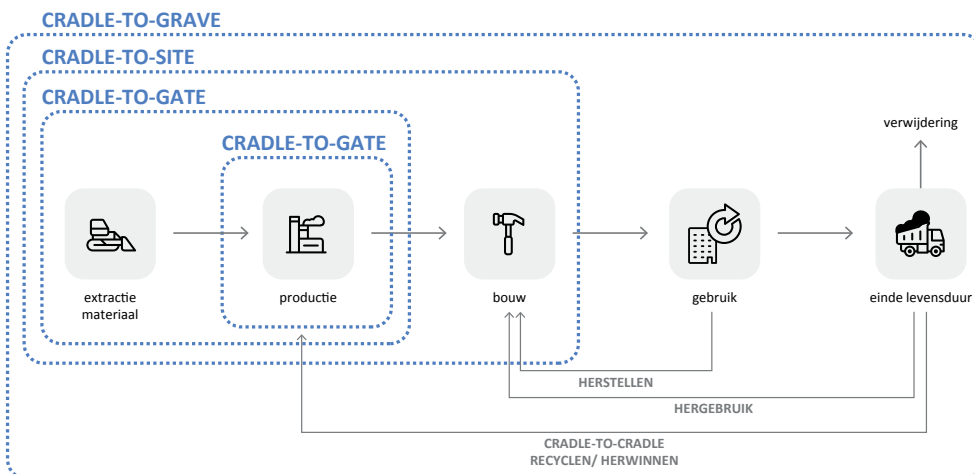 CRADLE-TO-GRAVE
CRADLE-TO-SITE
CRADLE-TO-GATE
CRADLE-TO-GATE
verwijdering
extractie
materiaal
productie
bouw
gebruik
einde levensduur
HERSTELLEN
HERGEBRUIK
CRADLE-TO-CRADLE
RECYCLEN/ HERWINNEN